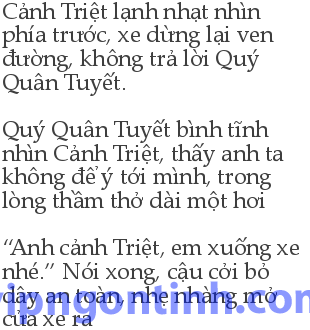 Cảnh Triệt lạnh nhạt nhìn
phía trước, xe dừng lại ven
đường, không trả lời Quý
Quân Tuyết.
Quý Quân Tuyết bình tĩnh
nhìn Cảnh Triệt, thấy anh ta
không để ý tới mình, trong
lòng thầm thở dài một hơi
“Anh cảnh Triệt, em xuống xe
nhé.” Nói xong, cậu cởi bỏ
dây an toàn, nhẹ nhàng mở
cửa xe ra